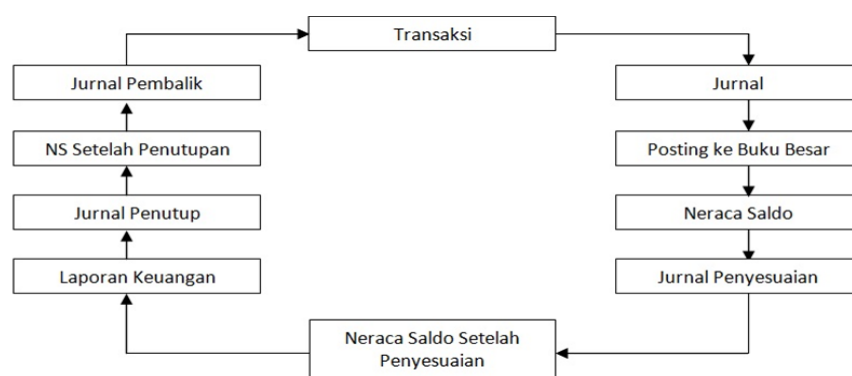 Transaksi
Jurnal Pembalik
Jurnal
NS Setelah Penutupan
Posting ke Buku Besar
Jurnal Penutup
Neraca Saldo
Laporan Keuangan
Jurnal Penyesuaian
Neraca Saldo Setelah
Penyesuaian